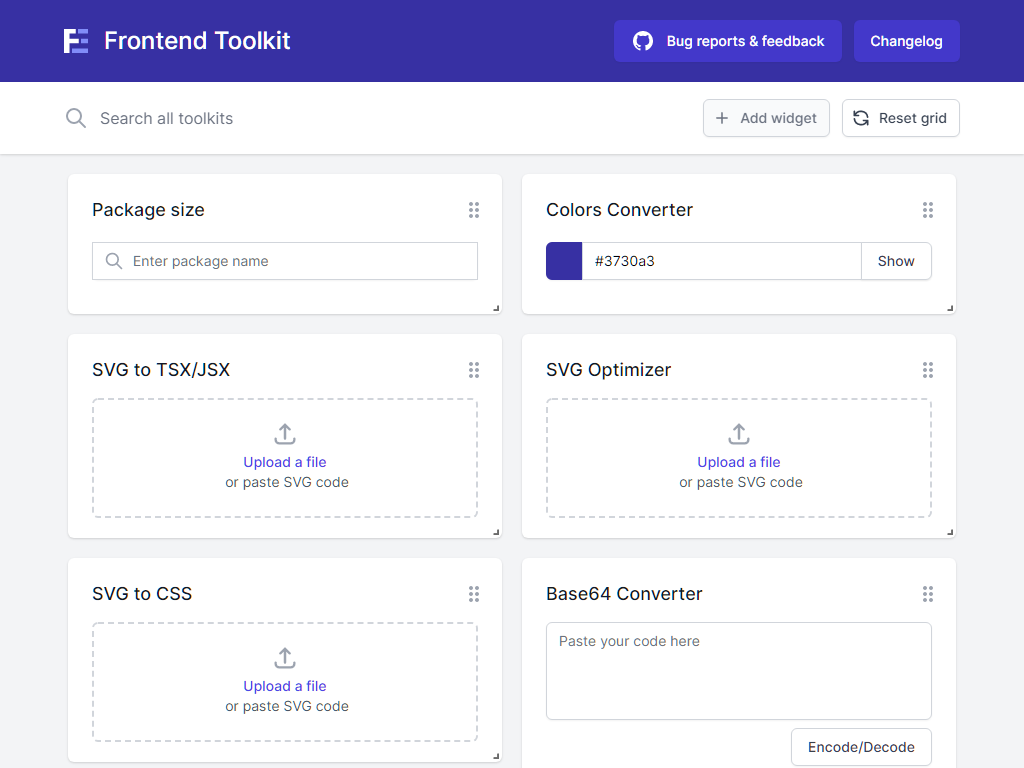 Frontend Toolkit
Bug reports & feedback
Changelog
Search all toolkits
Add widget
Reset grid
Package size
Enter package name
Colors Converter
#3730a3
Show
SVG to TSX/JSX
Upload a file
or paste SVG code
SVG Optimizer
Upload a file
or paste SVG code
SVG to CSS
Upload a file
or paste SVG code
Base64 Converter
Paste your code here
Encode/Decode